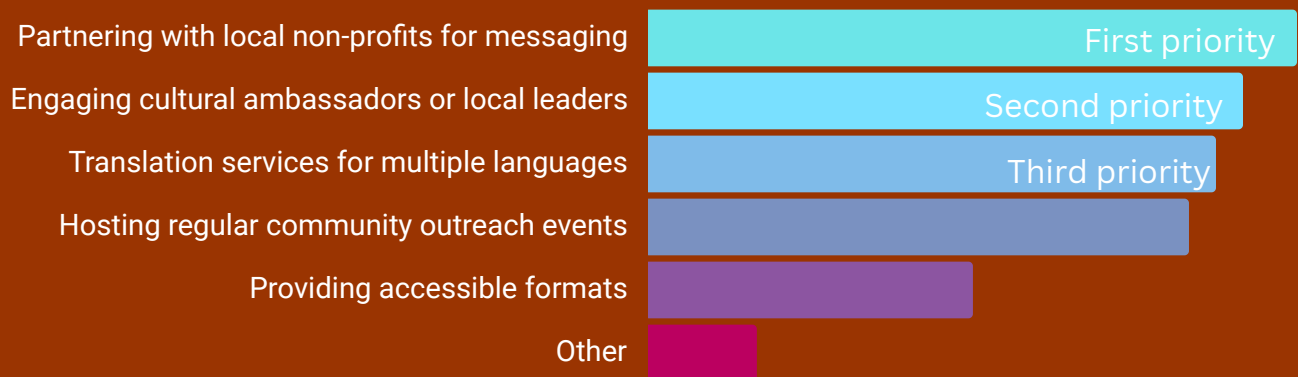 Partnering with local non-profits for messaging
First priority
Engaging cultural ambassadors or local leaders
Second priority
Translation services for multiple languages
Third priority
Hosting regular community outreach events
Providing accessible formats
Other